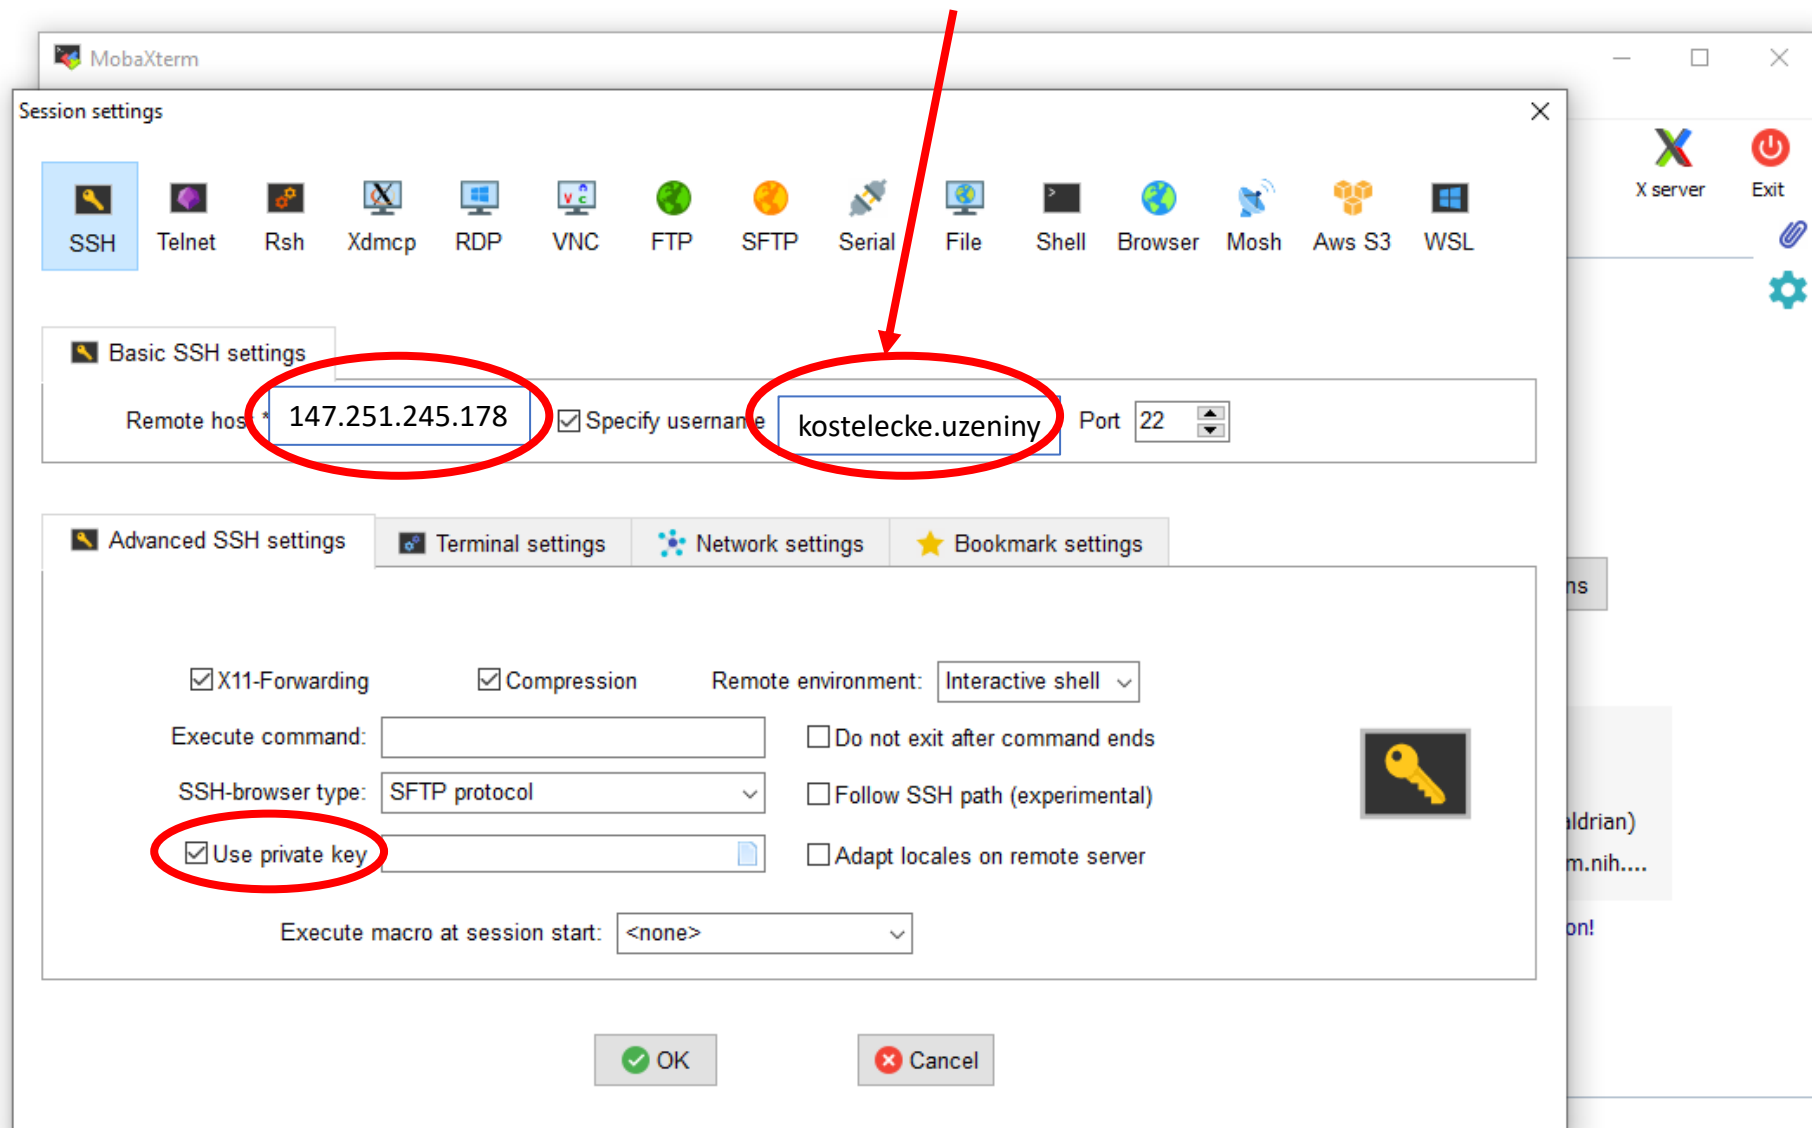 MobaXterm
Session settings
X server
Exit
SSH
Telnet
Rsh
Xdmcp
RDP
VNC
FTP
SFTP
Serial
File
Shell
Browser
Mosh
Aws S3
WSL
Basic SSH settings
Remote hos * 147.251.245.178
Specify username kostelecke.uzeniny
Port 22
Advanced SSH settings
Terminal settings
Network settings
Bookmark settings
ns
X11-Forwarding
Compression
Remote environment: Interactive shell
Execute command:
Do not exit after command ends
SSH-browser type: SFTP protocol
Follow SSH path (experimental)
aldrian)
Use private key
Adapt locales on remote server
m.nih....
Execute macro at session start: <none>
on!
OK
Cancel